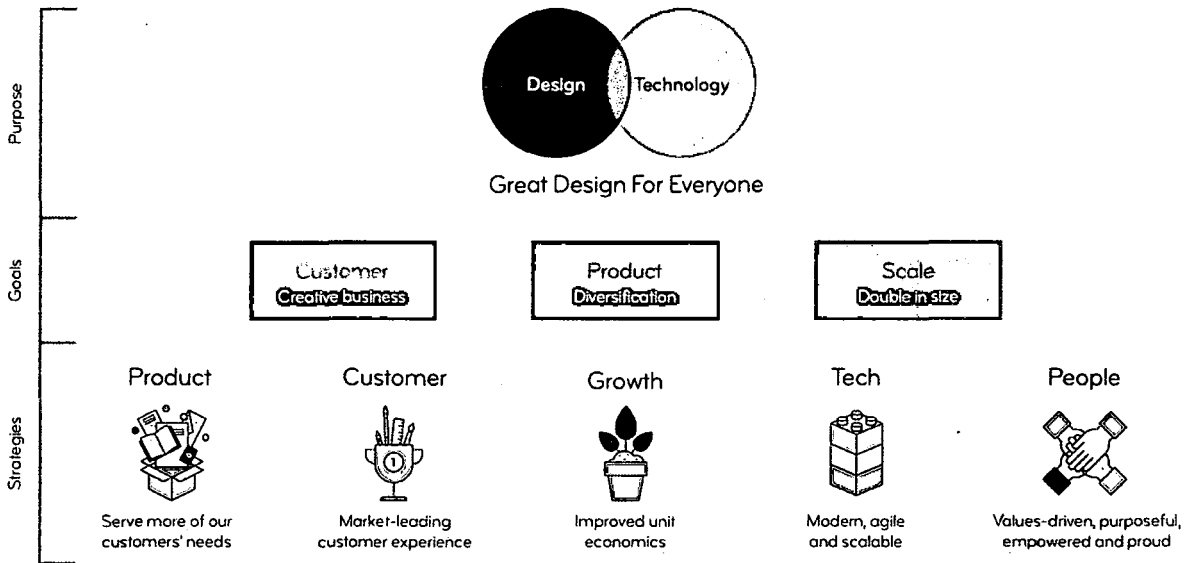 Purpose
Design
Technology
Great Design For Everyone
Goals
Customer
Creative business
Product
Diversification
Scale
Double in size
Strategies
Product
Serve more of our
customers' needs
Customer
1
Market-leading
customer experience
Growth
Improved unit
economics
Tech
Modern, agile
and scalable
People
Values-driven, purposeful,
empowered and proud